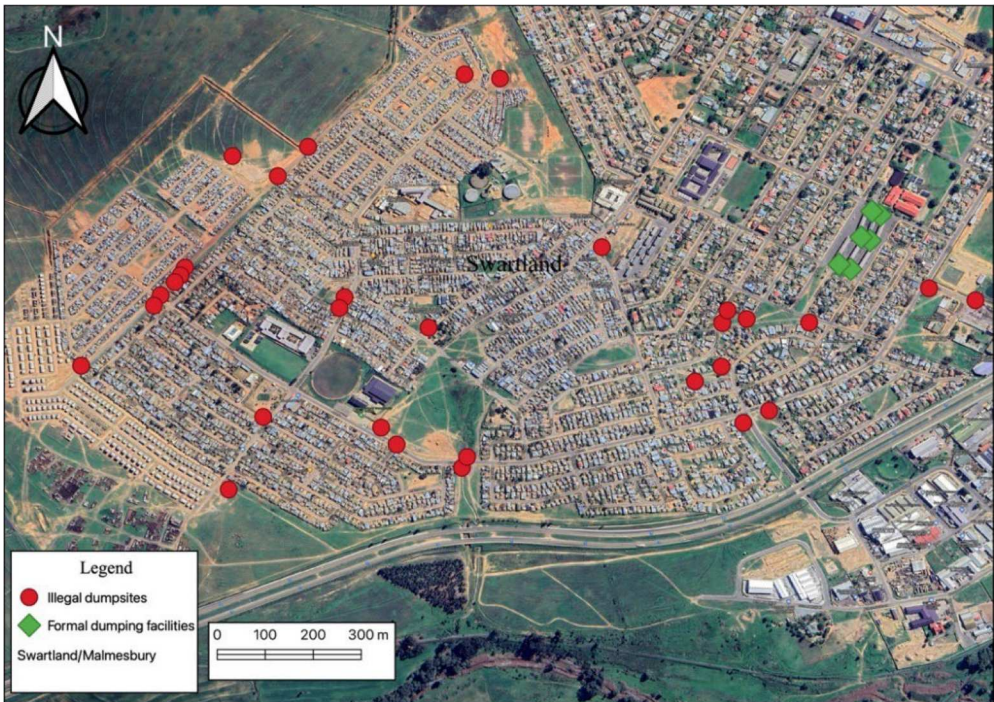 N
Swartland
Legend
Illegal dumpsites
Formal dumping facilities
Swartland/Malmesbury
0 100 200 300 m